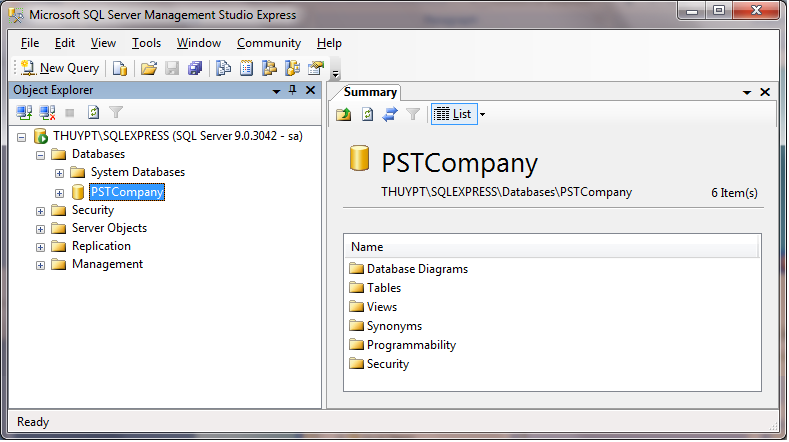 Microsoft SQL Server Management Studio Express
File Edit View Tools Window Community Help
New Query
Object Explorer
THUYPT\SQLEXPRESS (SQL Server 9.0.3042 - sa)
Databases
System Databases
PSTCompany
Security
Server Objects
Replication
Management
Summary
List
PSTCompany
THUYPT\SQLEXPRESS\Databases\PSTCompany 6 Item(s)
Name
Database Diagrams
Tables
Views
Synonyms
Programmability
Security
Ready